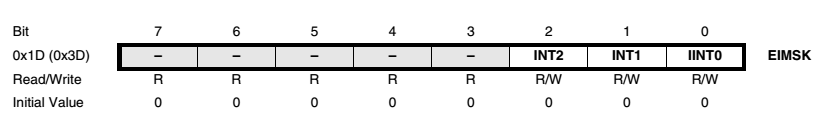 Bit 7 6 5 4 3 2 1 0
0x1D (0x3D) – – – – – INT2 INT1 IINT0 EIMSK
Read/Write R R R R R R/W R/W R/W
Initial Value 0 0 0 0 0 0 0 0